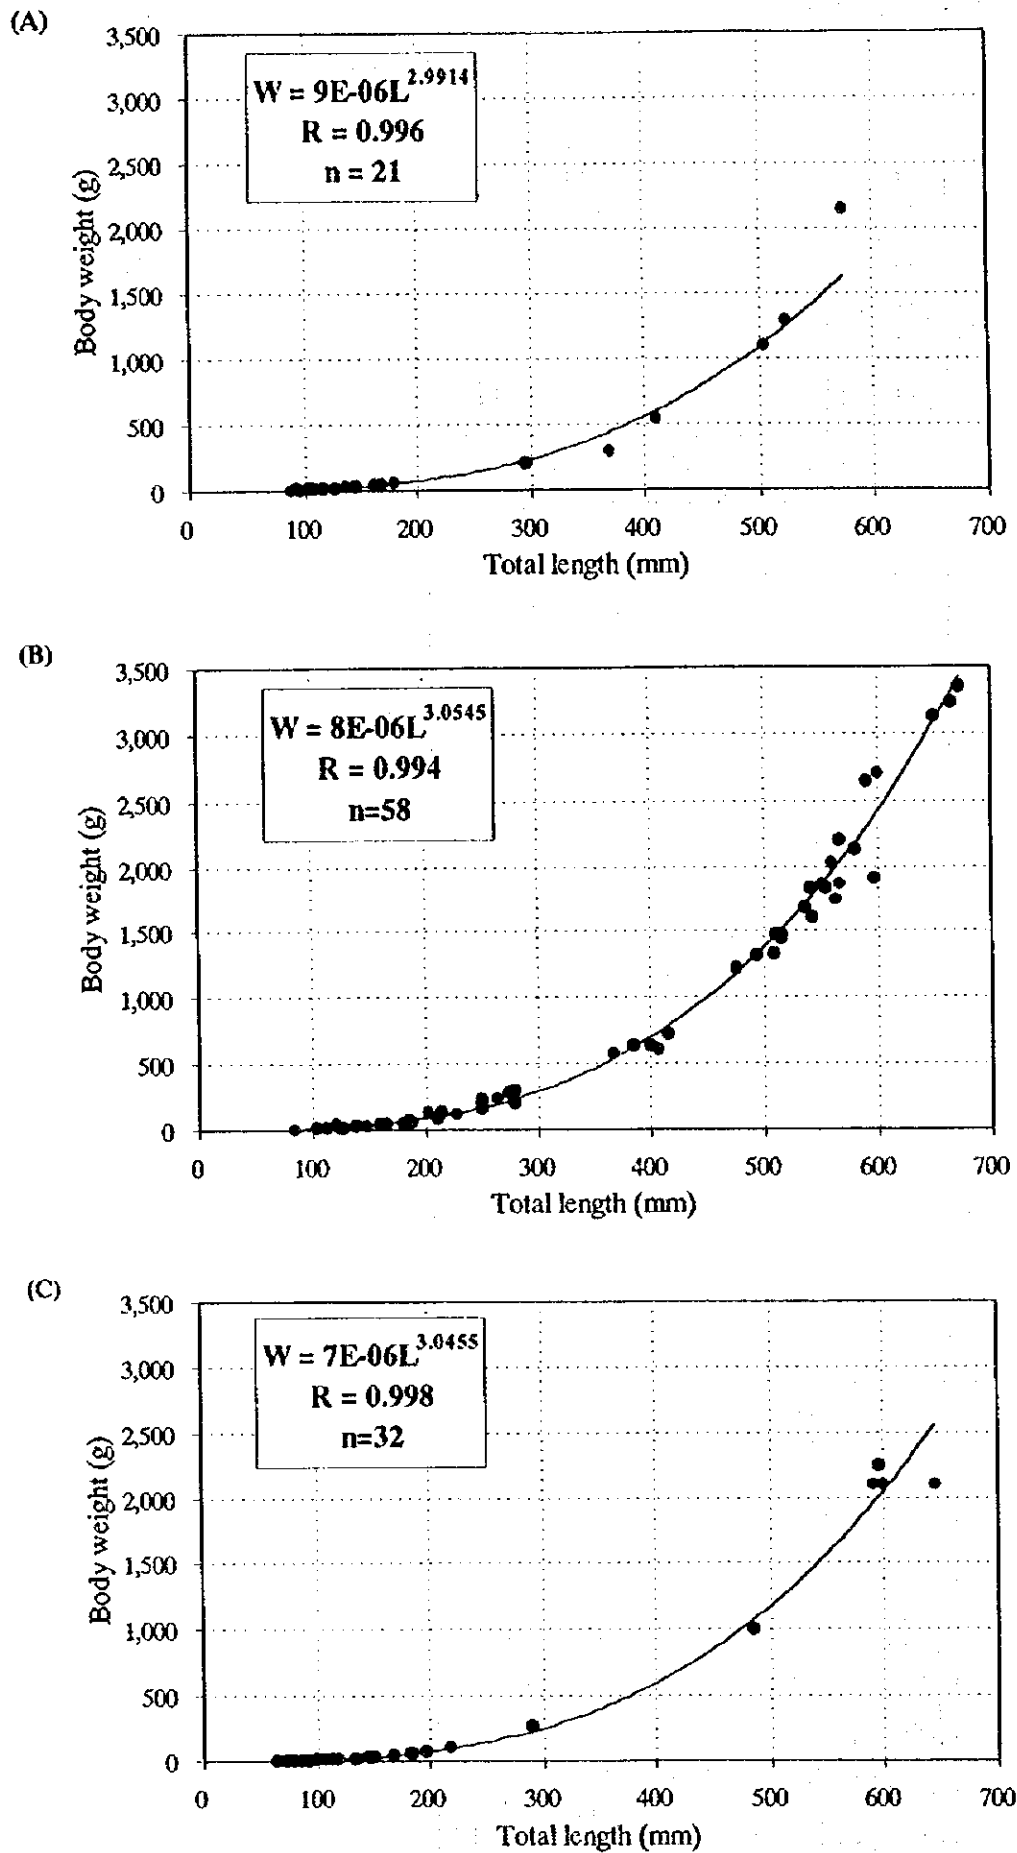 (A)
3,500
3,000
2,500
2,000
1,500
1,000
500
0
Body weight (g)
W = 9E-06L^2.9914
R = 0.996
n = 21
0 100 200 300 400 500 600 700
Total length (mm)
(B)
3,500
3,000
2,500
2,000
1,500
1,000
500
0
Body weight (g)
W = 8E-06L^3.0545
R = 0.994
n=58
0 100 200 300 400 500 600 700
Total length (mm)
(C)
3,500
3,000
2,500
2,000
1,500
1,000
500
0
Body weight (g)
W = 7E-06L^3.0455
R = 0.998
n=32
0 100 200 300 400 500 600 700
Total length (mm)